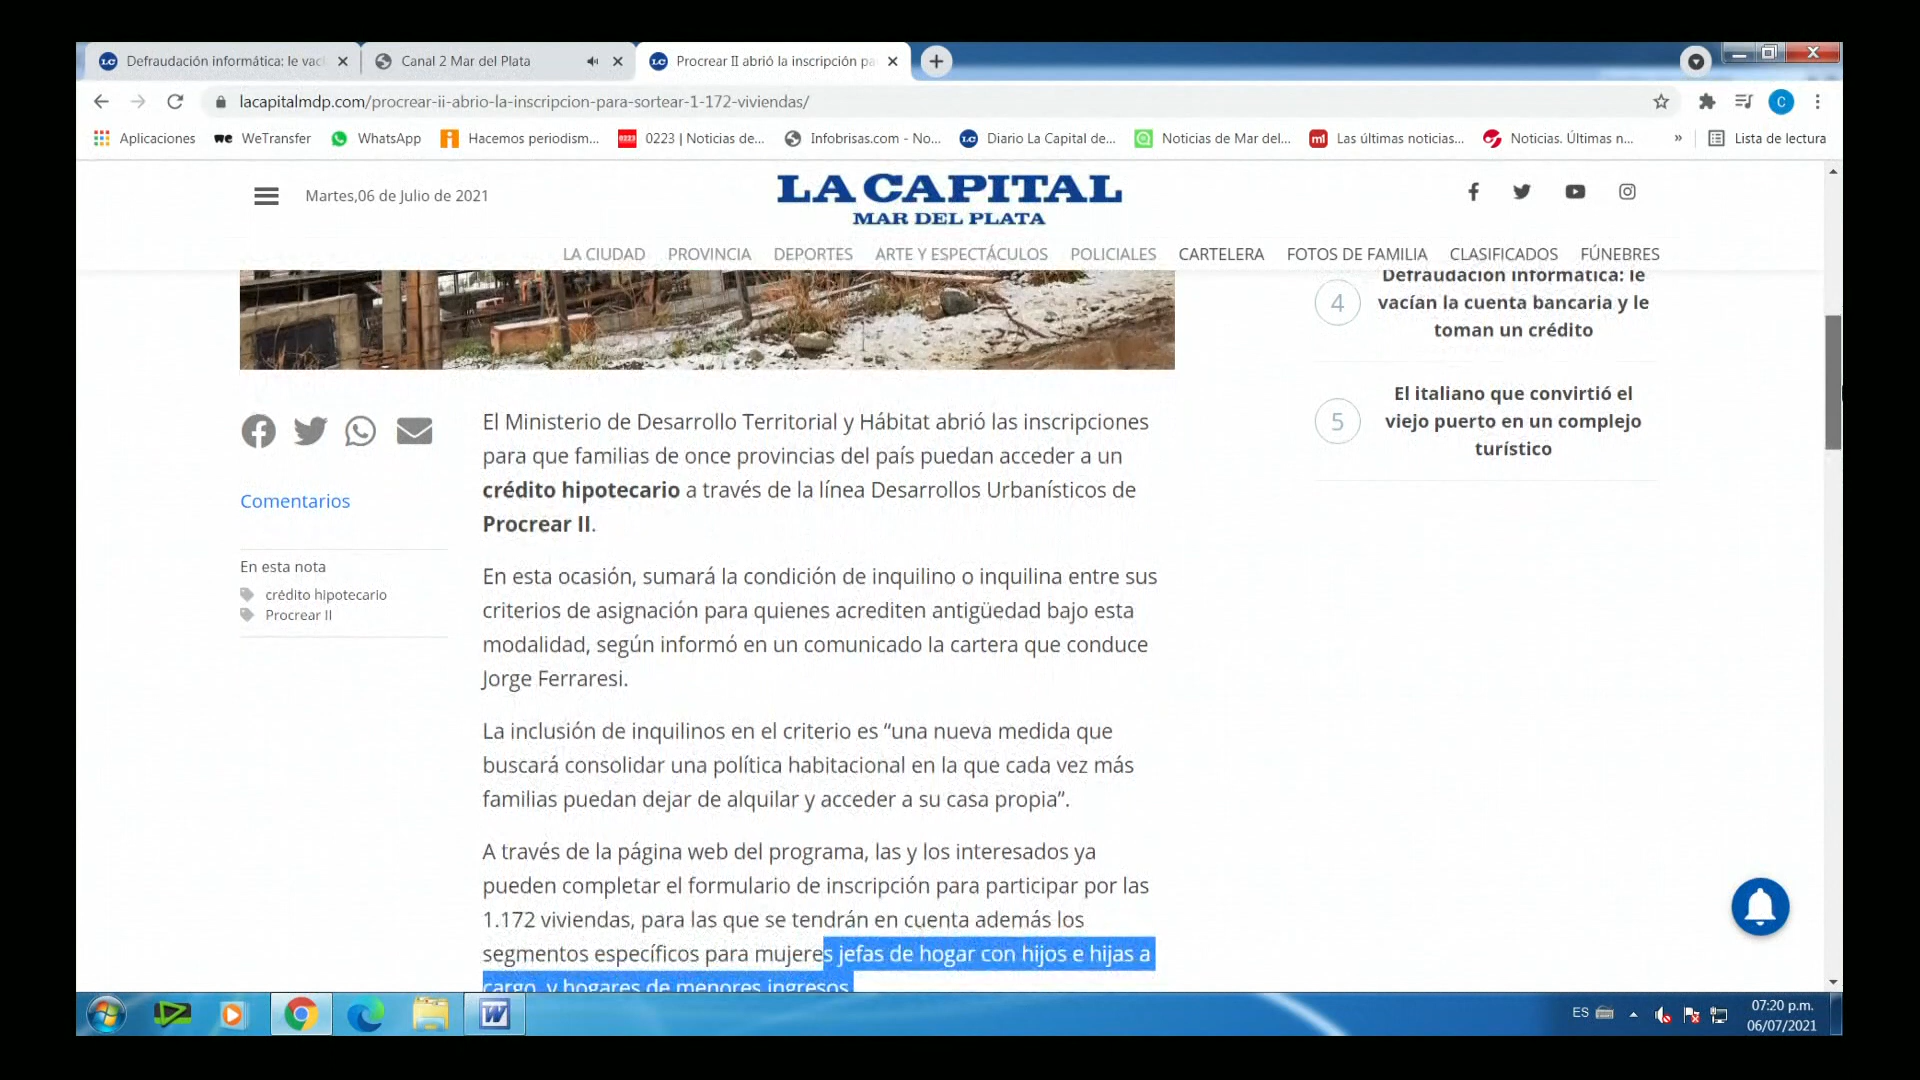 Defraudación informática: le vací
Canal 2 Mar del Plata
Procrear II abrió la inscripción pa
lacapitalmdp.com/procrear-ii-abrio-la-inscripcion-para-sortear-1-172-viviendas/
C
Aplicaciones
WeTransfer
WhatsApp
Hacemos periodism...
0223 | Noticias de...
Infobrisas.com - No...
Diario La Capital de...
Noticias de Mar del...
Las últimas noticias...
Noticias. Últimas n...
»
Lista de lectura
Martes,06 de Julio de 2021
LA CAPITAL
MAR DEL PLATA
LA CIUDAD PROVINCIA DEPORTES ARTE Y ESPECTÁCULOS POLICIALES CARTELERA FOTOS DE FAMILIA CLASIFICADOS FÚNEBRES
Comentarios
En esta nota
crédito hipotecario
Procrear II
El Ministerio de Desarrollo Territorial y Hábitat abrió las inscripciones
para que familias de once provincias del país puedan acceder a un
crédito hipotecario a través de la línea Desarrollos Urbanísticos de
Procrear II.
En esta ocasión, sumará la condición de inquilino o inquilina entre sus
criterios de asignación para quienes acrediten antigüedad bajo esta
modalidad, según informó en un comunicado la cartera que conduce
Jorge Ferraresi.
La inclusión de inquilinos en el criterio es “una nueva medida que
buscará consolidar una política habitacional en la que cada vez más
familias puedan dejar de alquilar y acceder a su casa propia”.
A través de la página web del programa, las y los interesados ya
pueden completar el formulario de inscripción para participar por las
1.172 viviendas, para las que se tendrán en cuenta además los
segmentos específicos para mujeres jefas de hogar con hijos e hijas a
cargo, y hogares de menores ingresos.
4
Defraudación informática: le
vacían la cuenta bancaria y le
toman un crédito
5
El italiano que convirtió el
viejo puerto en un complejo
turístico
ES
07:20 p.m.
06/07/2021